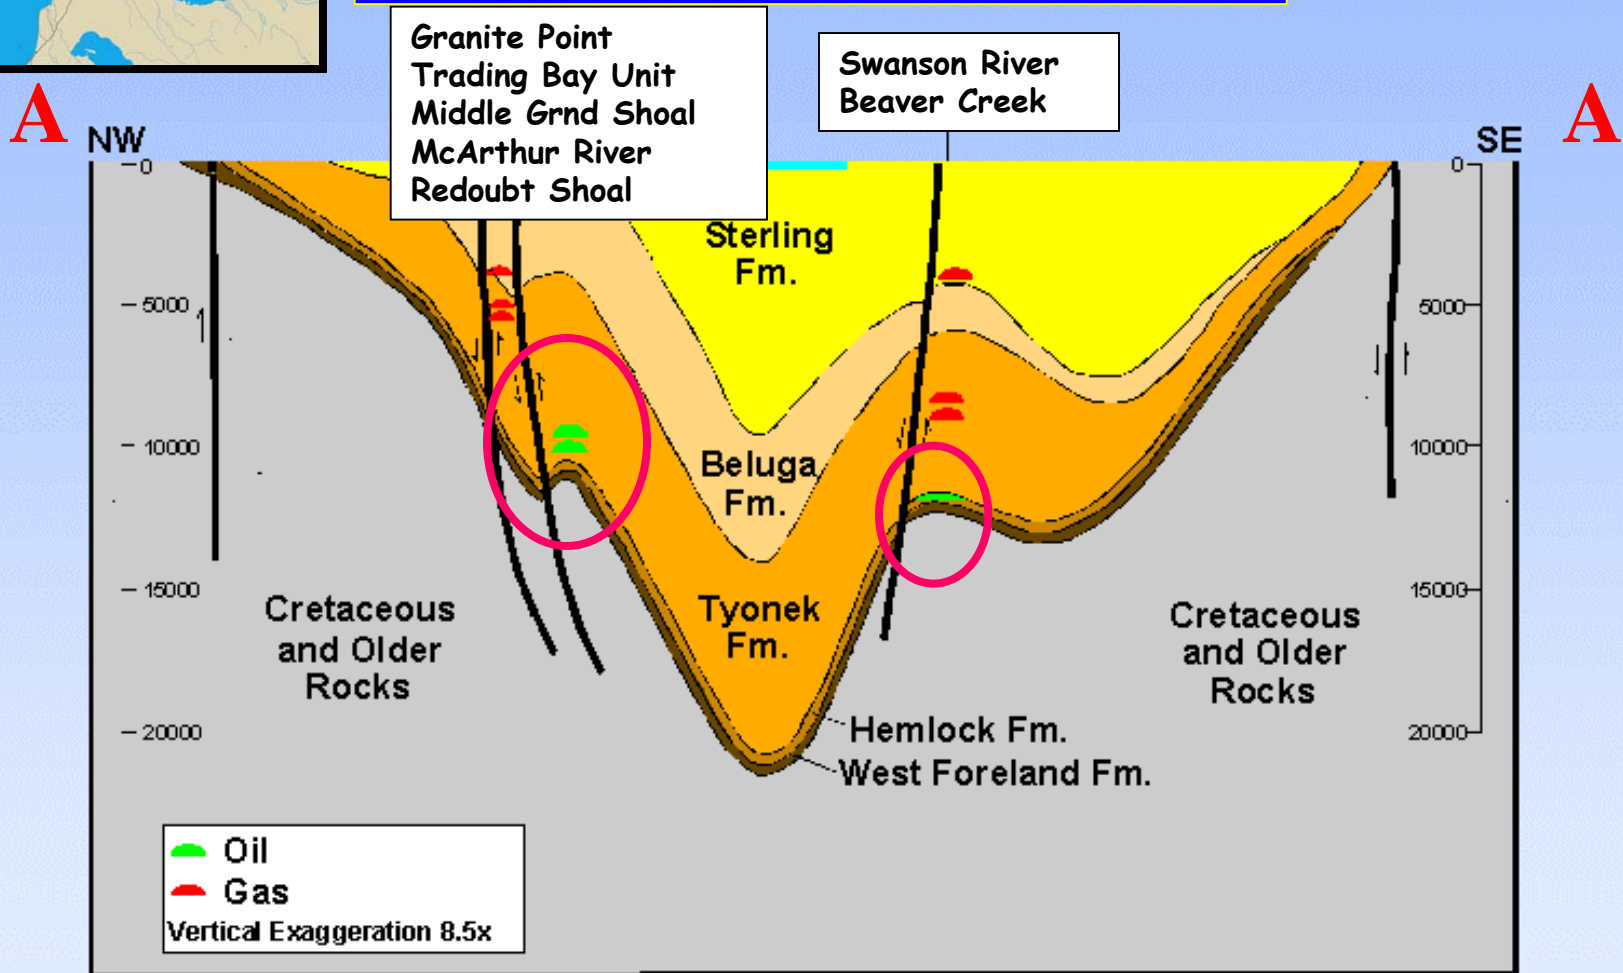 Granite Point
Trading Bay Unit
Middle Grnd Shoal
McArthur River
Redoubt Shoal
Swanson River
Beaver Creek
A
A
NW
SE
0
0
Sterling
Fm.
5000
5000
10000
10000
Beluga
Fm.
15000
15000
Cretaceous
and Older
Rocks
Tyonek
Fm.
Cretaceous
and Older
Rocks
20000
20000
Hemlock Fm.
West Foreland Fm.
Oil
Gas
Vertical Exaggeration 8.5x